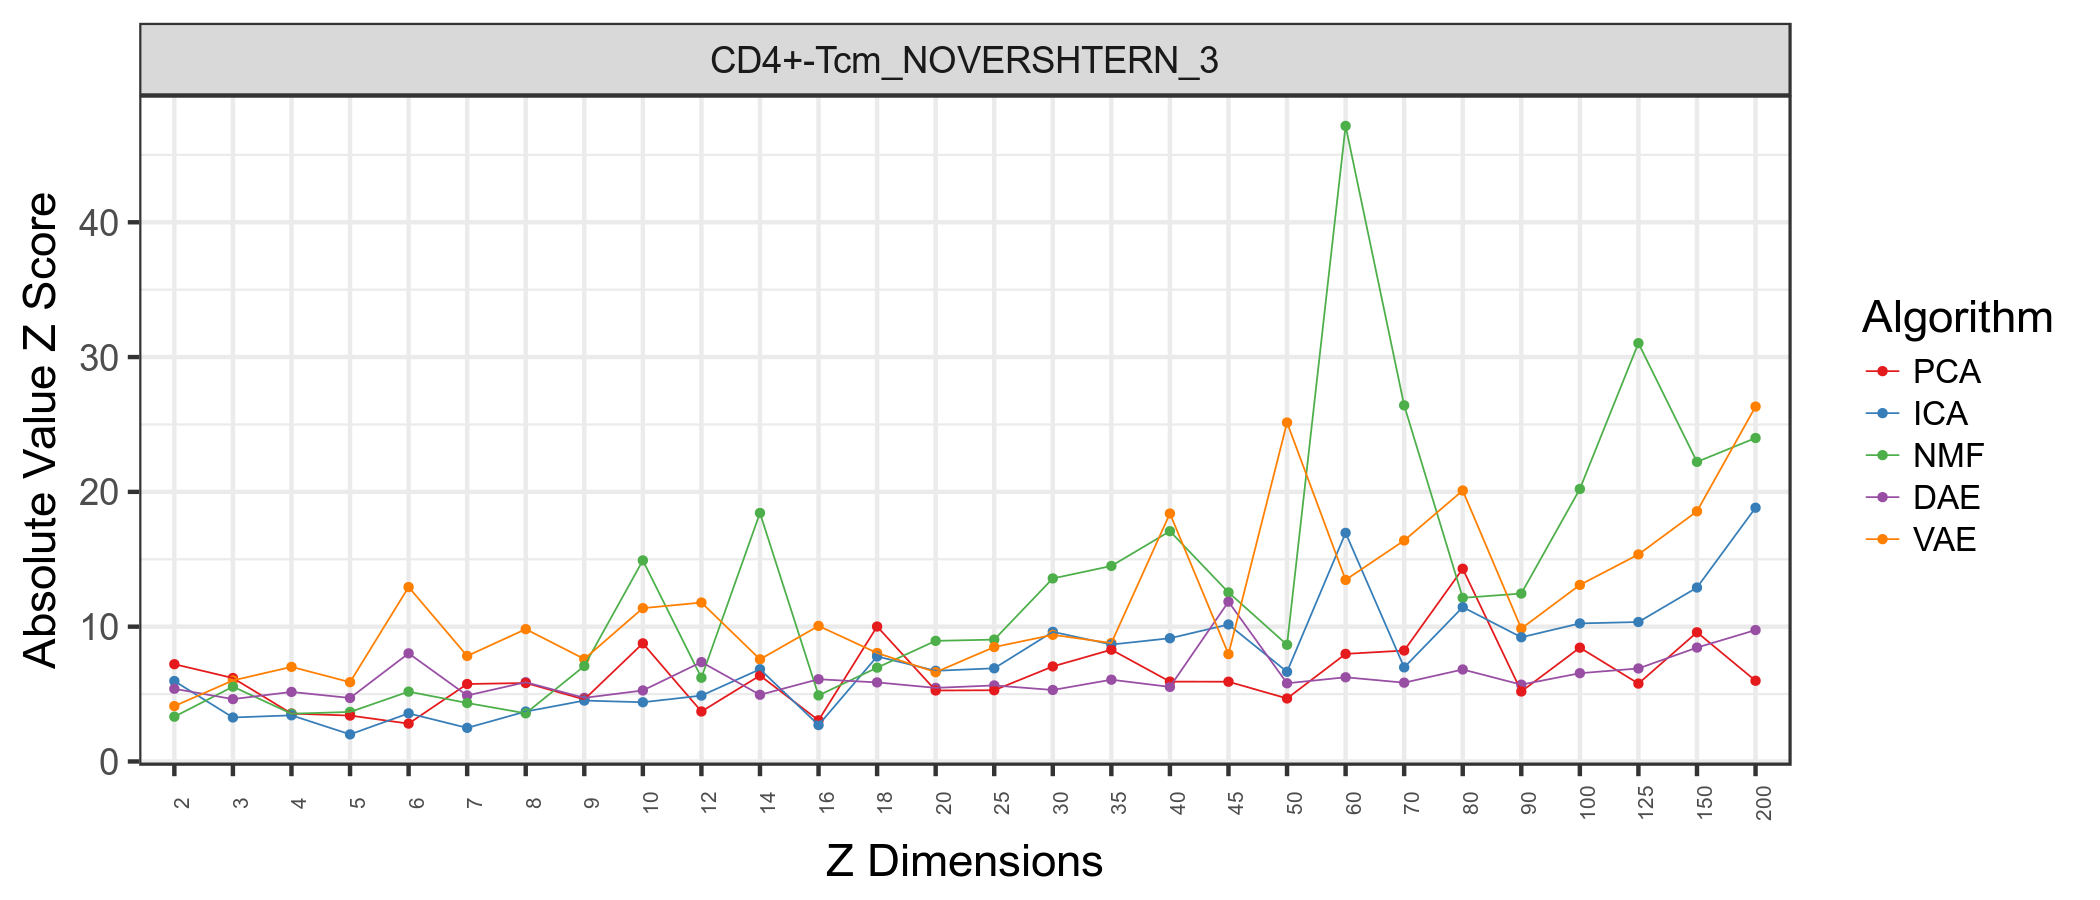 CD4+-Tcm_NOVERSHTERN_3
Absolute Value Z Score
40
30
20
10
0
2 3 4 5 6 7 8 9 10 12 14 16 18 20 25 30 35 40 45 50 60 70 80 90 100 125 150 200
Z Dimensions
Algorithm
PCA
ICA
NMF
DAE
VAE